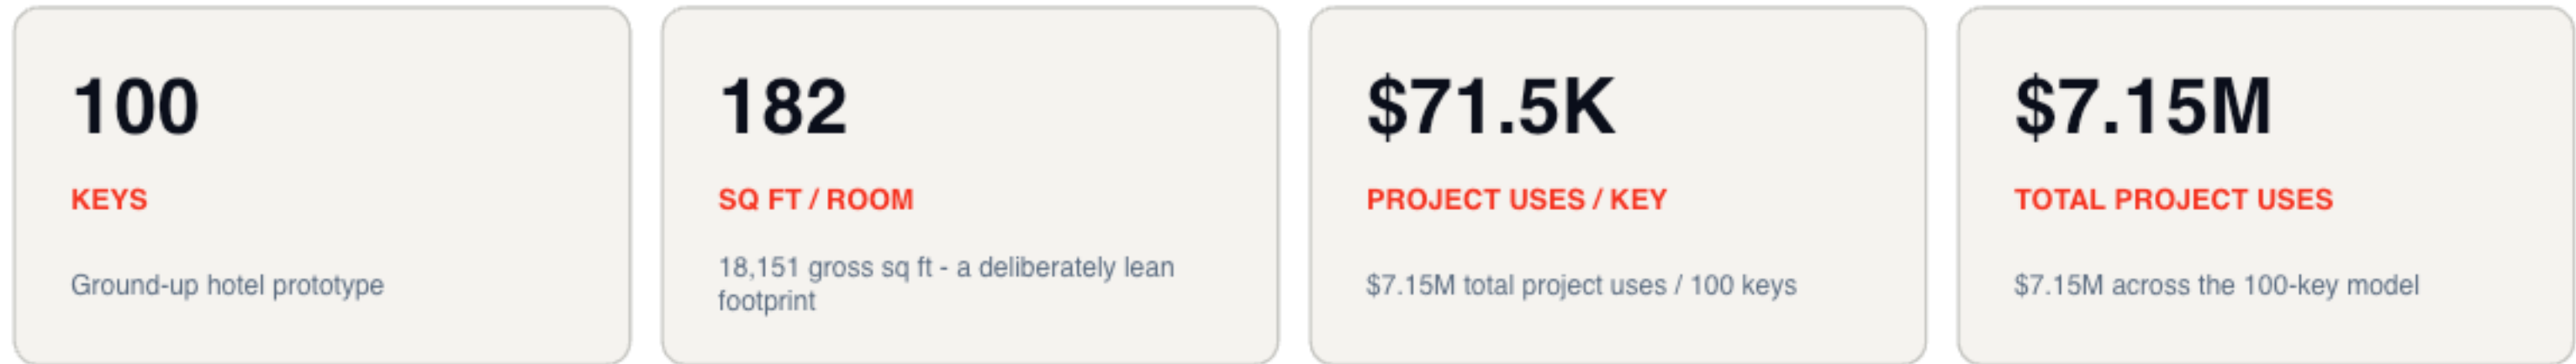 100
KEYS
Ground-up hotel prototype
182
SQ FT / ROOM
18,151 gross sq ft - a deliberately lean
footprint
$71.5K
PROJECT USES / KEY
$7.15M total project uses / 100 keys
$7.15M
TOTAL PROJECT USES
$7.15M across the 100-key model